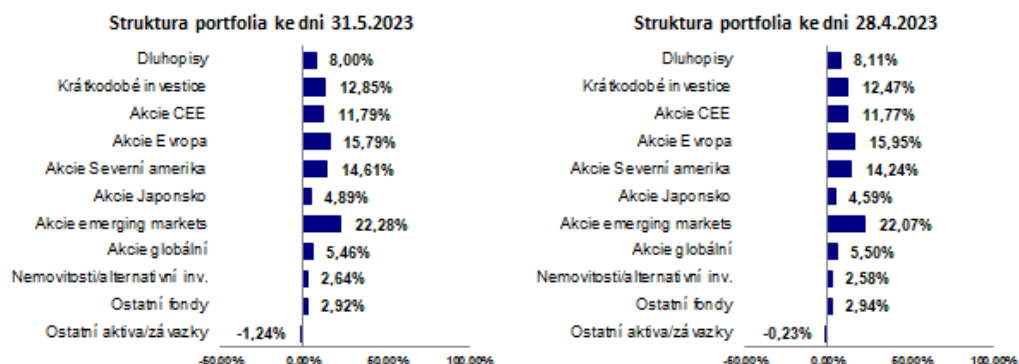 Struktura portfolia ke dni 31.5.2023
Dluhopisy 8,00%
Krátkodobé investice 12,85%
Akcie CEE 11,79%
Akcie Evropa 15,79%
Akcie Severní amerika 14,61%
Akcie Japonsko 4,89%
Akcie emerging markets 22,28%
Akcie globální 5,46%
Nemovitosti/alternativní inv. 2,64%
Ostatní fondy 2,92%
Ostatní aktiva/závazky -1,24%
-50,00% 0,00% 50,00% 100,00%
Struktura portfolia ke dni 28.4.2023
Dluhopisy 8,11%
Krátkodobé investice 12,47%
Akcie CEE 11,77%
Akcie Evropa 15,95%
Akcie Severní amerika 14,24%
Akcie Japonsko 4,59%
Akcie emerging markets 22,07%
Akcie globální 5,50%
Nemovitosti/alternativní inv. 2,58%
Ostatní fondy 2,94%
Ostatní aktiva/závazky -0,23%
-50,00% 0,00% 50,00% 100,00%